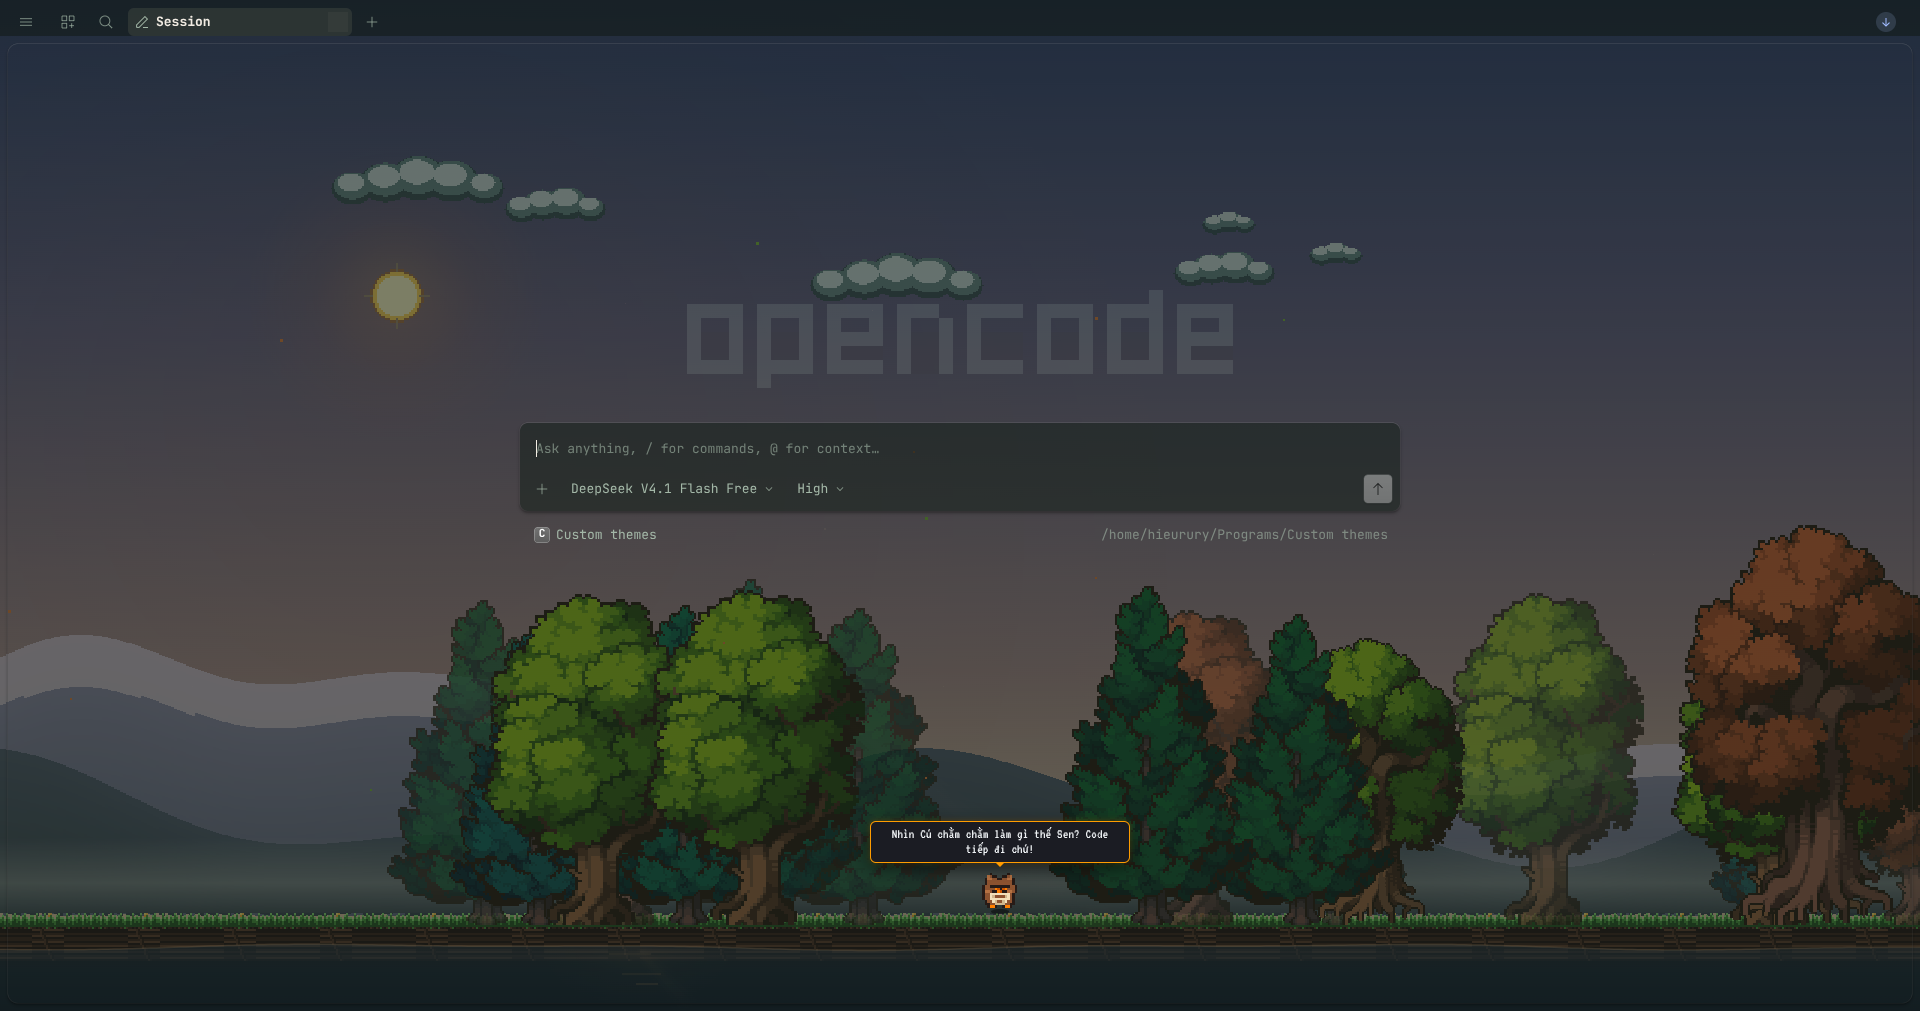 Session
opencode
Ask anything, / for commands, @ for context…
DeepSeek V4.1 Flash Free
High
C Custom themes
/home/hieurury/Programs/Custom themes
Nhìn Cú chằm chằm làm gì thế Sen? Code
tiếp đi chứ!